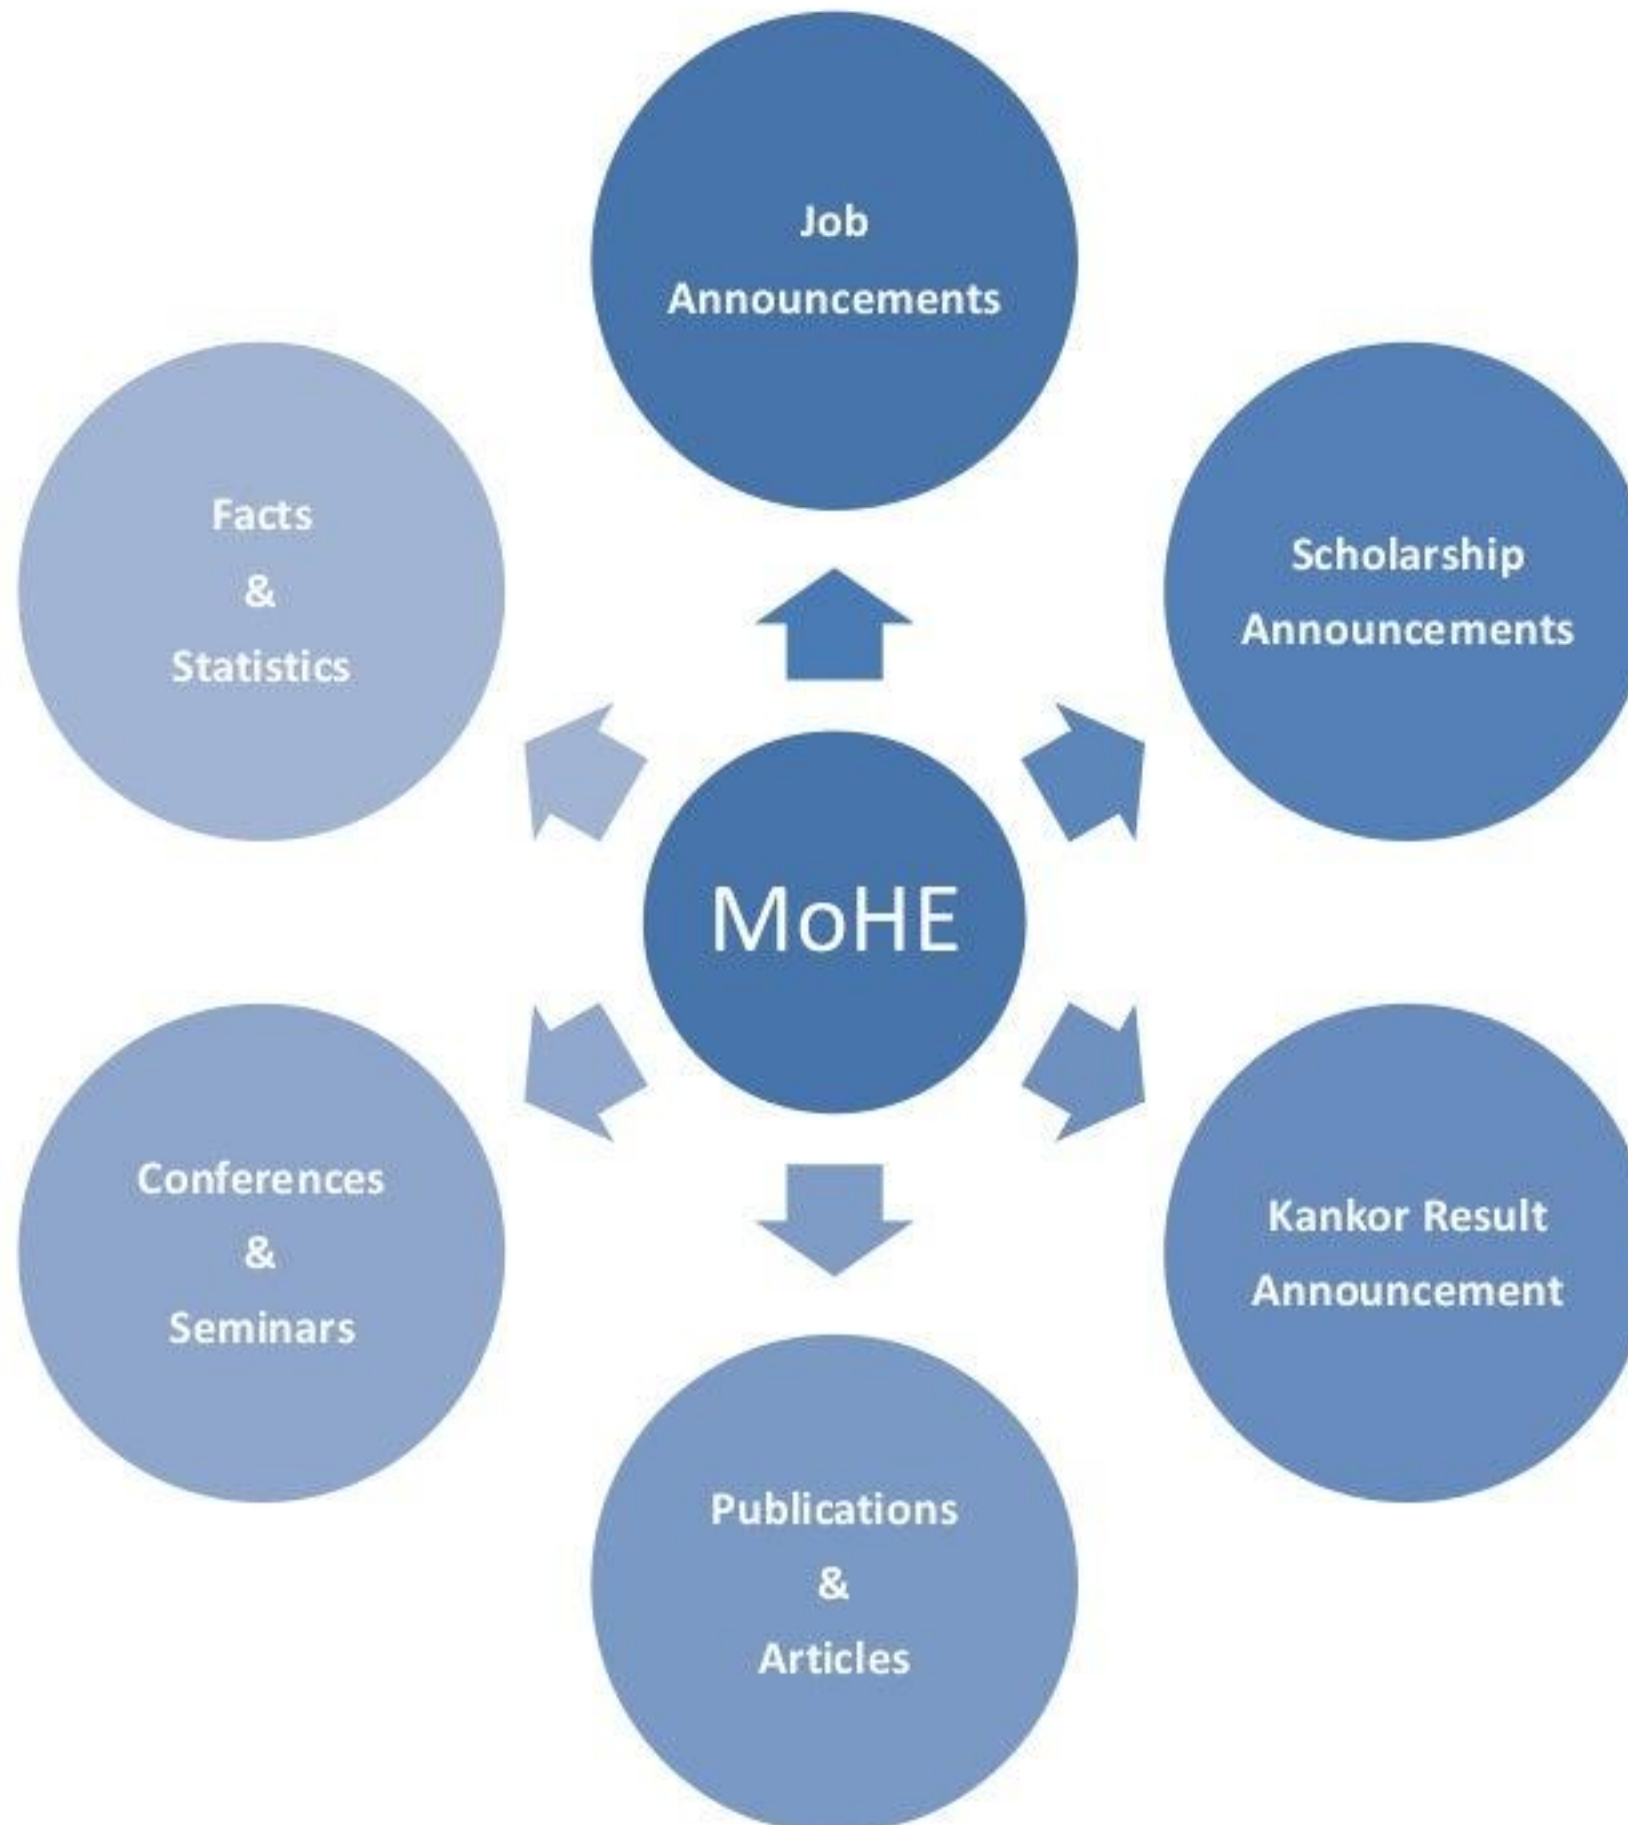 Job
Announcements
Scholarship
Announcements
Kankor Result
Announcement
Publications
&
Articles
Conferences
&
Seminars
Facts
&
Statistics
MoHE